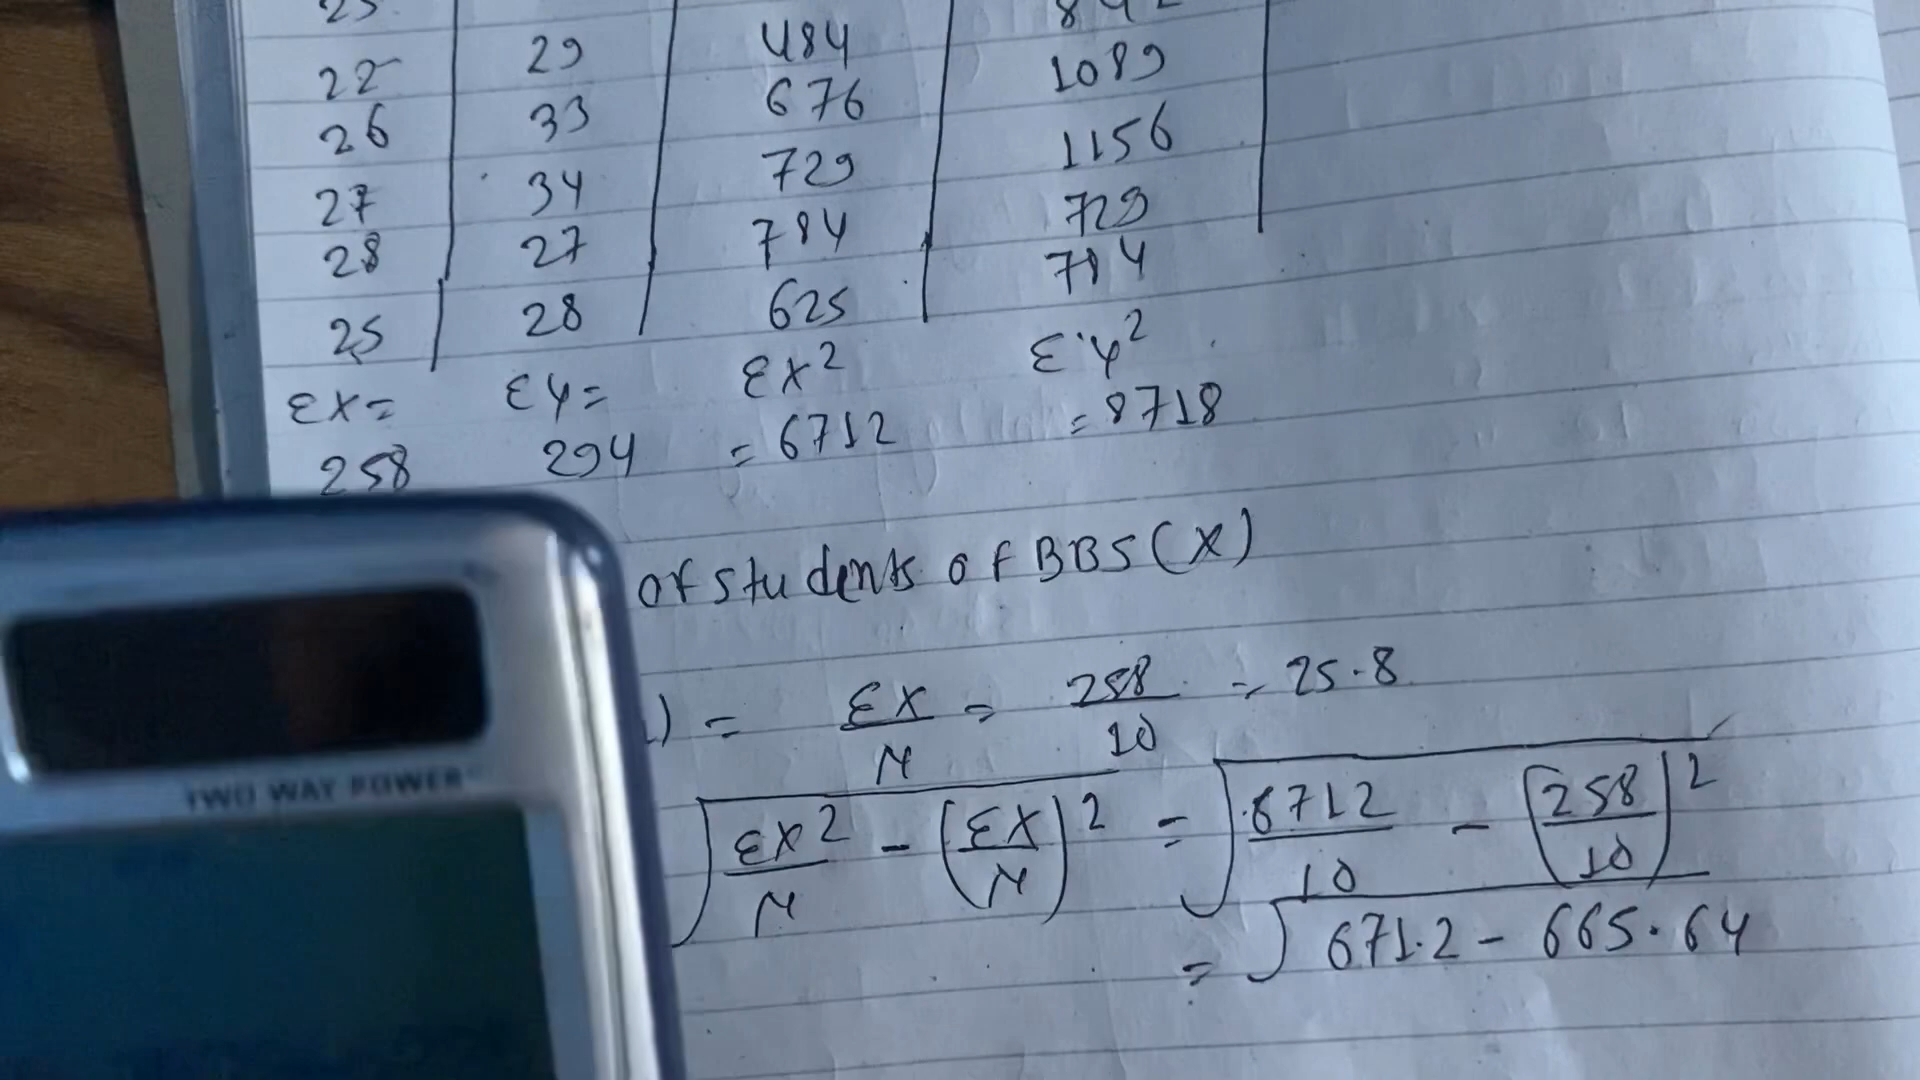 25
22 29 484 842
26 33 676 1089
27 34 729 1156
28 27 784 729
25 28 625 784
ΣX= ΣY= ΣX² ΣY²
258 294 = 6712 = 8718
of students of BBS (X)
) = ΣX/N = 258/10 = 25.8
√ΣX²/N - (ΣX/N)² = √6712/10 - (258/10)²
= √671.2 - 665.64
TWO WAY POWER